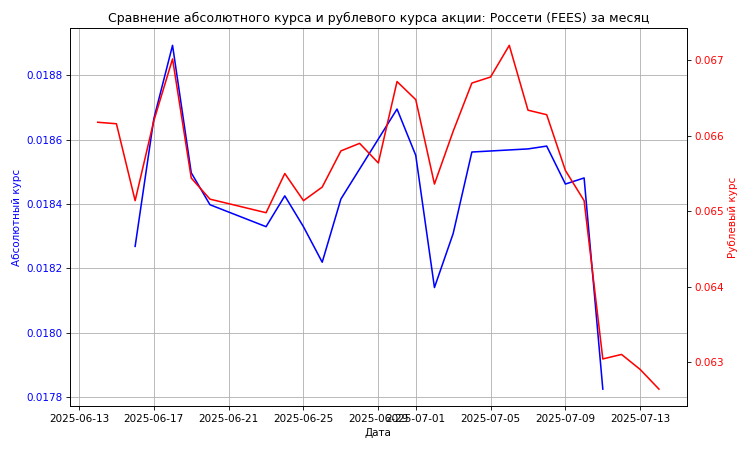 Сравнение абсолютного курса и рублевого курса акции: Россети (FEES) за месяц
0.0188
0.0186
0.0184
0.0182
0.0180
0.0178
Абсолютный курс
0.067
0.066
0.065
0.064
0.063
Рублевый курс
2025-06-13 2025-06-17 2025-06-21 2025-06-25 2025-06-29 2025-07-01 2025-07-05 2025-07-09 2025-07-13
Дата